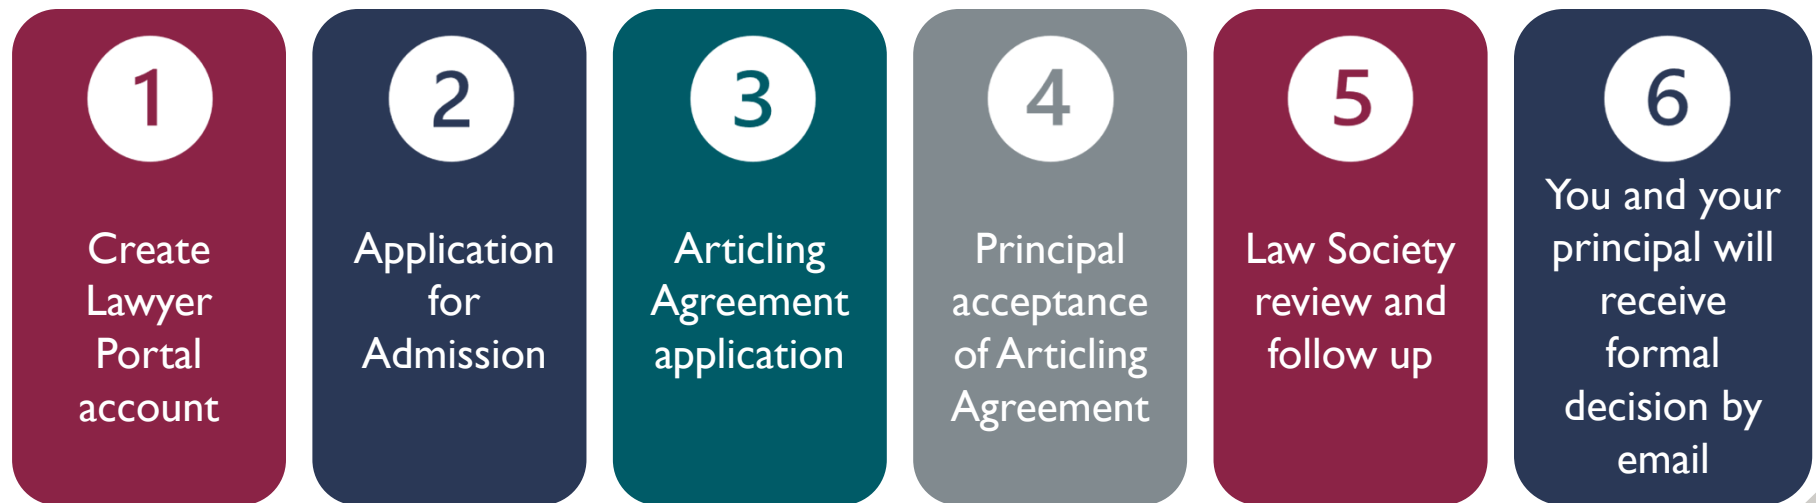 1
Create
Lawyer
Portal
account
2
Application
for
Admission
3
Articling
Agreement
application
4
Principal
acceptance
of Articling
Agreement
5
Law Society
review and
follow up
6
You and your
principal will
receive
formal
decision by
email